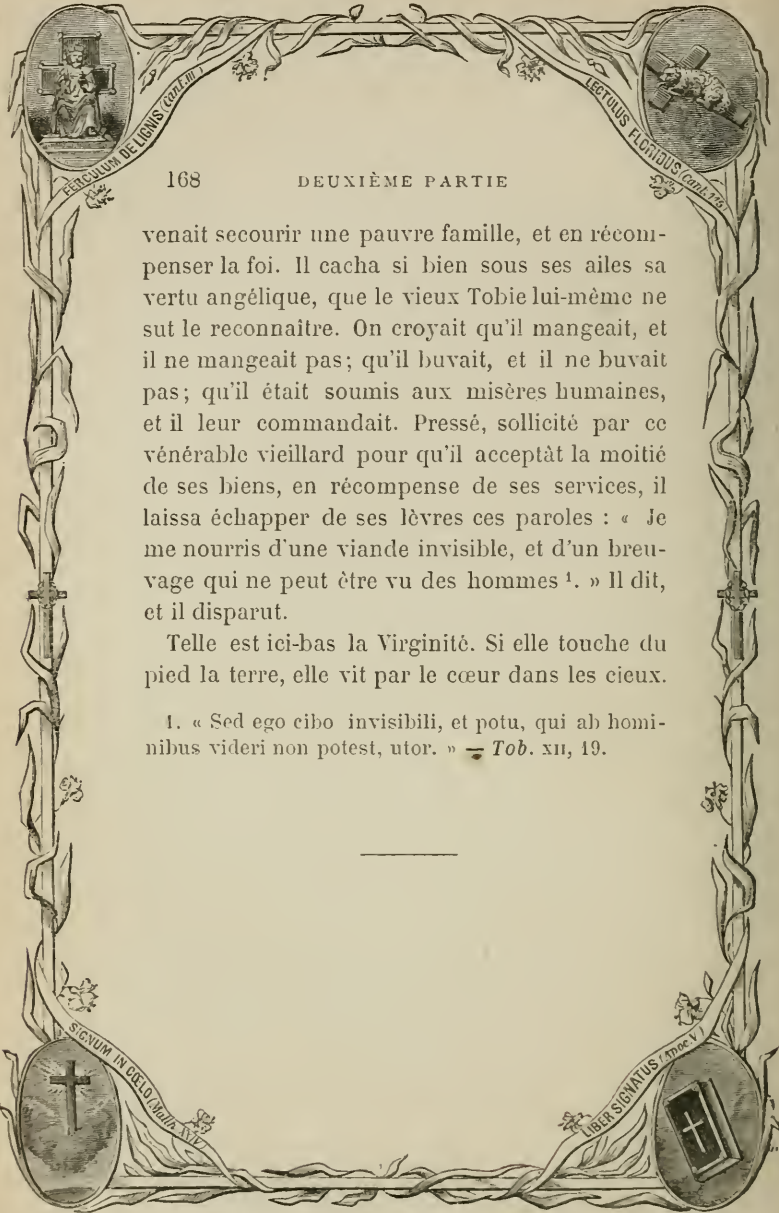 FERCULUM DE LIGNIS (Cant. III)
LECTULUS FLORIDUS (Cant. 115)
168 DEUXIÈME PARTIE
venait secourir une pauvre famille, et en récom-
penser la foi. Il cacha si bien sous ses ailes sa
vertu angélique, que le vieux Tobie lui-même ne
sut le reconnaître. On croyait qu'il mangeait, et
il ne mangeait pas; qu'il buvait, et il ne buvait
pas; qu'il était soumis aux misères humaines,
et il leur commandait. Pressé, sollicité par ce
vénérable vieillard pour qu'il acceptât la moitié
de ses biens, en récompense de ses services, il
laissa échapper de ses lèvres ces paroles : « Je
me nourris d'une viande invisible, et d'un breu-
vage qui ne peut être vu des hommes ¹. » Il dit,
et il disparut.
Telle est ici-bas la Virginité. Si elle touche du
pied la terre, elle vit par le cœur dans les cieux.
1. « Sed ego cibo invisibili, et potu, qui ab homi-
nibus videri non potest, utor. » — Tob. XII, 19.
SIGNUM IN CŒLO (Matth. XXIV)
LIBER SIGNATUS (Apoc. V)